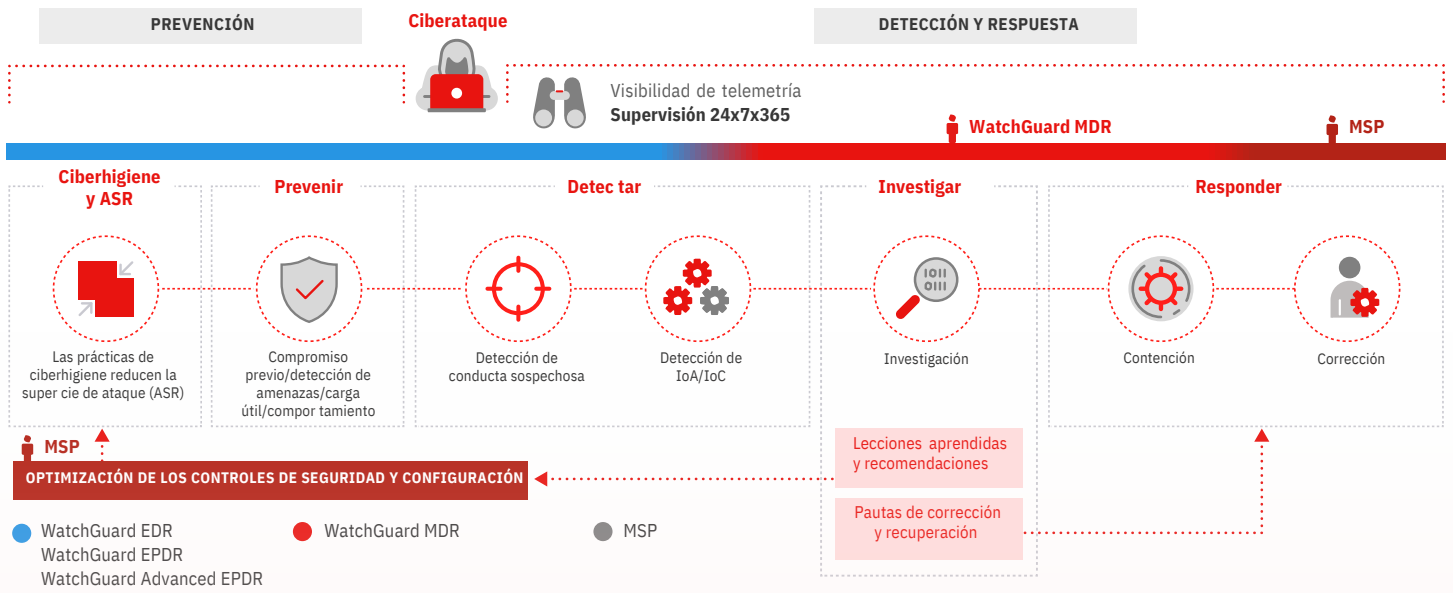 PREVENCIÓN
Ciberataque
DETECCIÓN Y RESPUESTA
Visibilidad de telemetría
Supervisión 24x7x365
WatchGuard MDR
MSP
Ciberhigiene
y ASR
Prevenir
Detec tar
Investigar
Responder
1011
0111
Las prácticas de
ciberhigiene reducen la
super cie de ataque (ASR)
Compromiso
previo/detección de
amenazas/carga
útil/compor tamiento
Detección de
conducta sospechosa
Detección de
IoA/IoC
Investigación
Contención
Corrección
MSP
OPTIMIZACIÓN DE LOS CONTROLES DE SEGURIDAD Y CONFIGURACIÓN
Lecciones aprendidas
y recomendaciones
Pautas de corrección
y recuperación
WatchGuard EDR
WatchGuard EPDR
WatchGuard Advanced EPDR
WatchGuard MDR
MSP